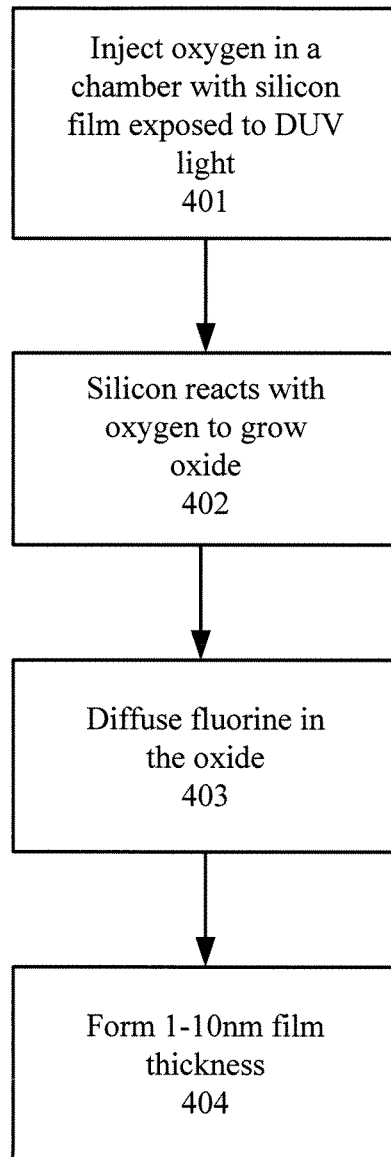 Inject oxygen in a
chamber with silicon
film exposed to DUV
light
401
Silicon reacts with
oxygen to grow
oxide
402
Diffuse fluorine in
the oxide
403
Form 1-10nm film
thickness
404